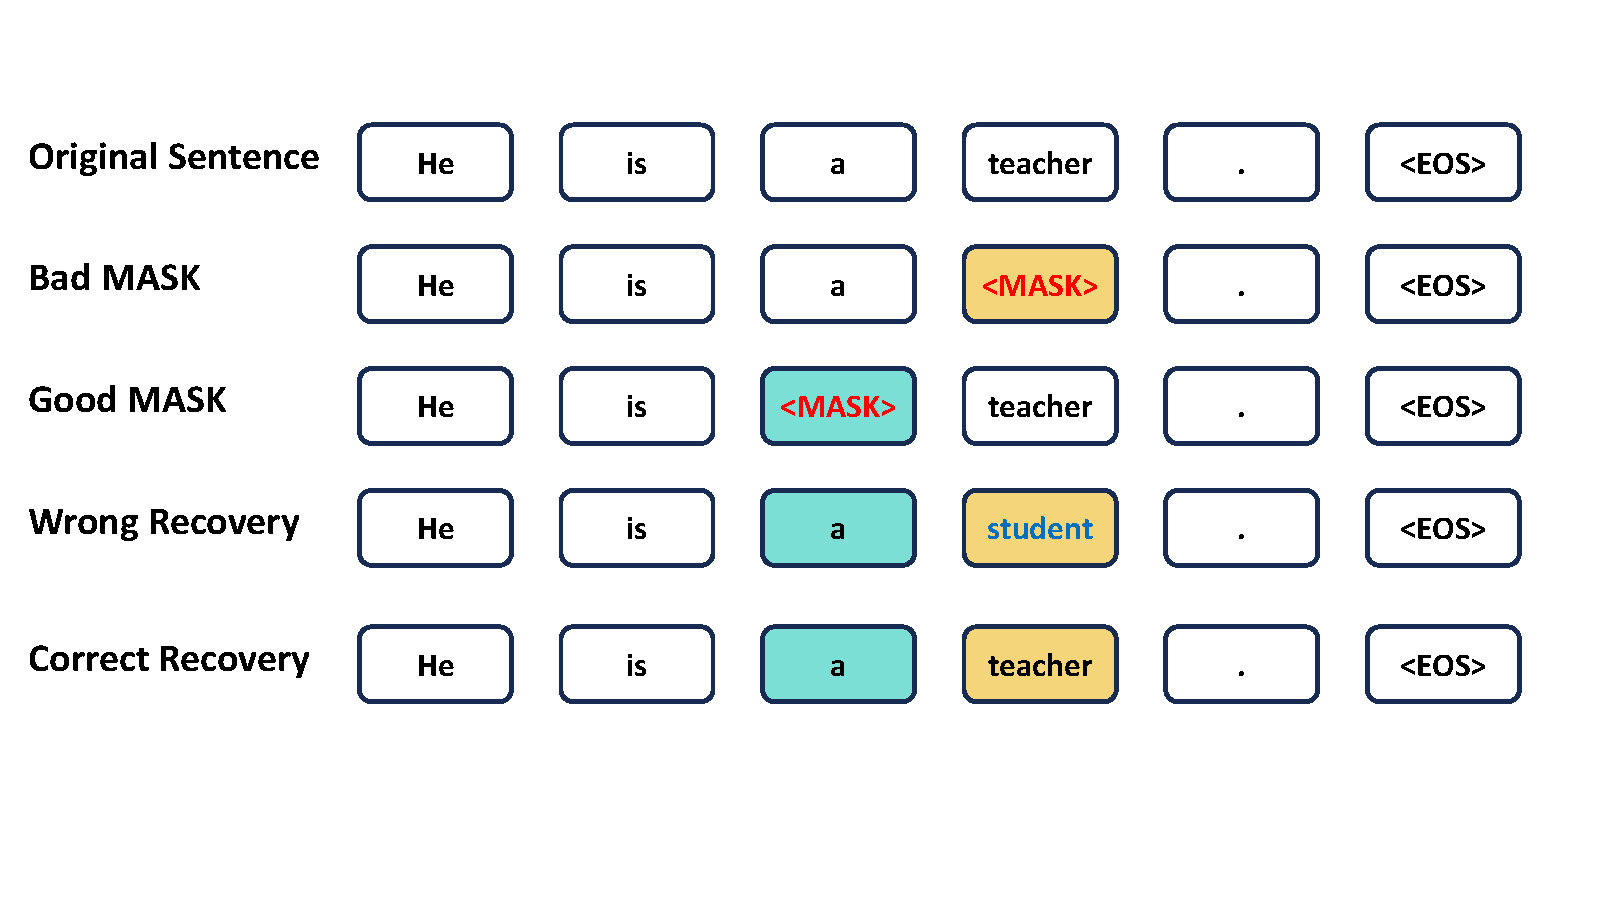 Original Sentence He is a teacher . <EOS>
Bad MASK He is a <MASK> . <EOS>
Good MASK He is <MASK> teacher . <EOS>
Wrong Recovery He is a student . <EOS>
Correct Recovery He is a teacher . <EOS>